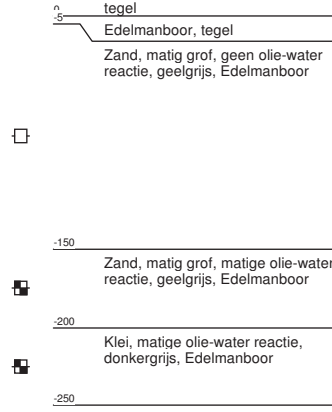 0
tegel
-5
Edelmanboor, tegel
Zand, matig grof, geen olie-water
reactie, geelgrijs, Edelmanboor
-150
Zand, matig grof, matige olie-water
reactie, geelgrijs, Edelmanboor
-200
Klei, matige olie-water reactie,
donkergrijs, Edelmanboor
-250